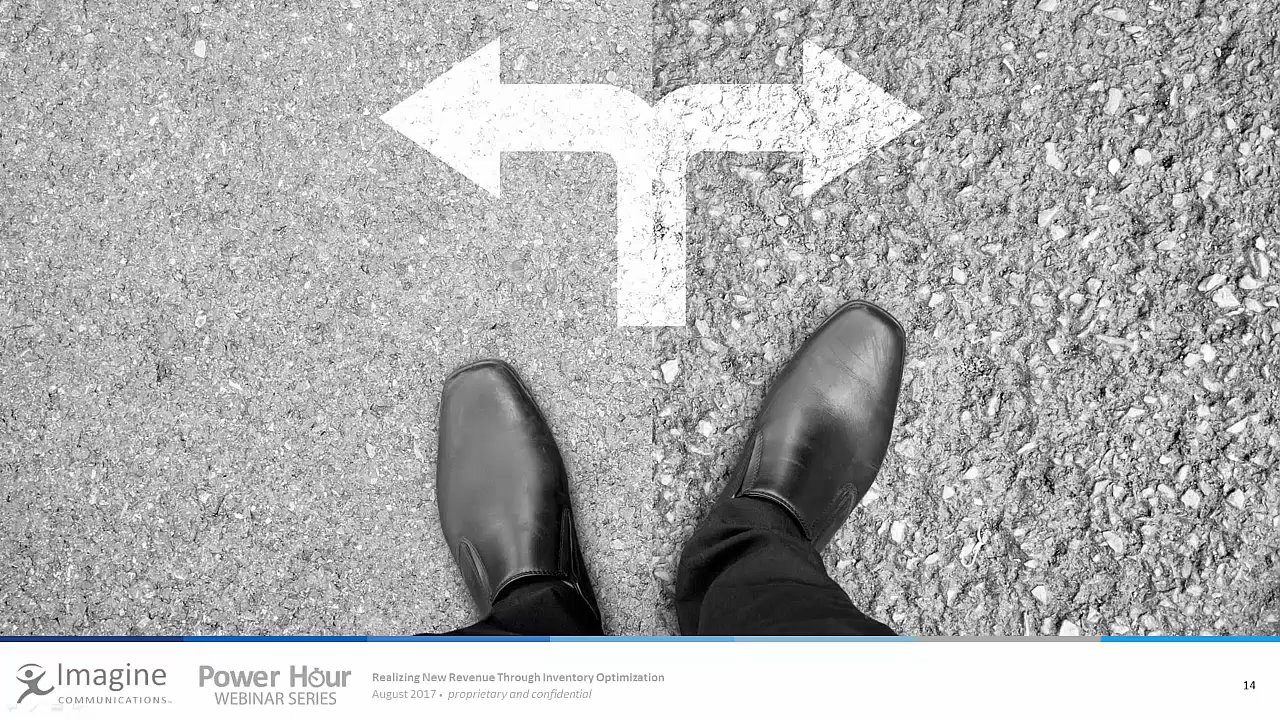 Imagine
COMMUNICATIONS
Power Hour
WEBINAR SERIES
Realizing New Revenue Through Inventory Optimization
August 2017 • proprietary and confidential
14